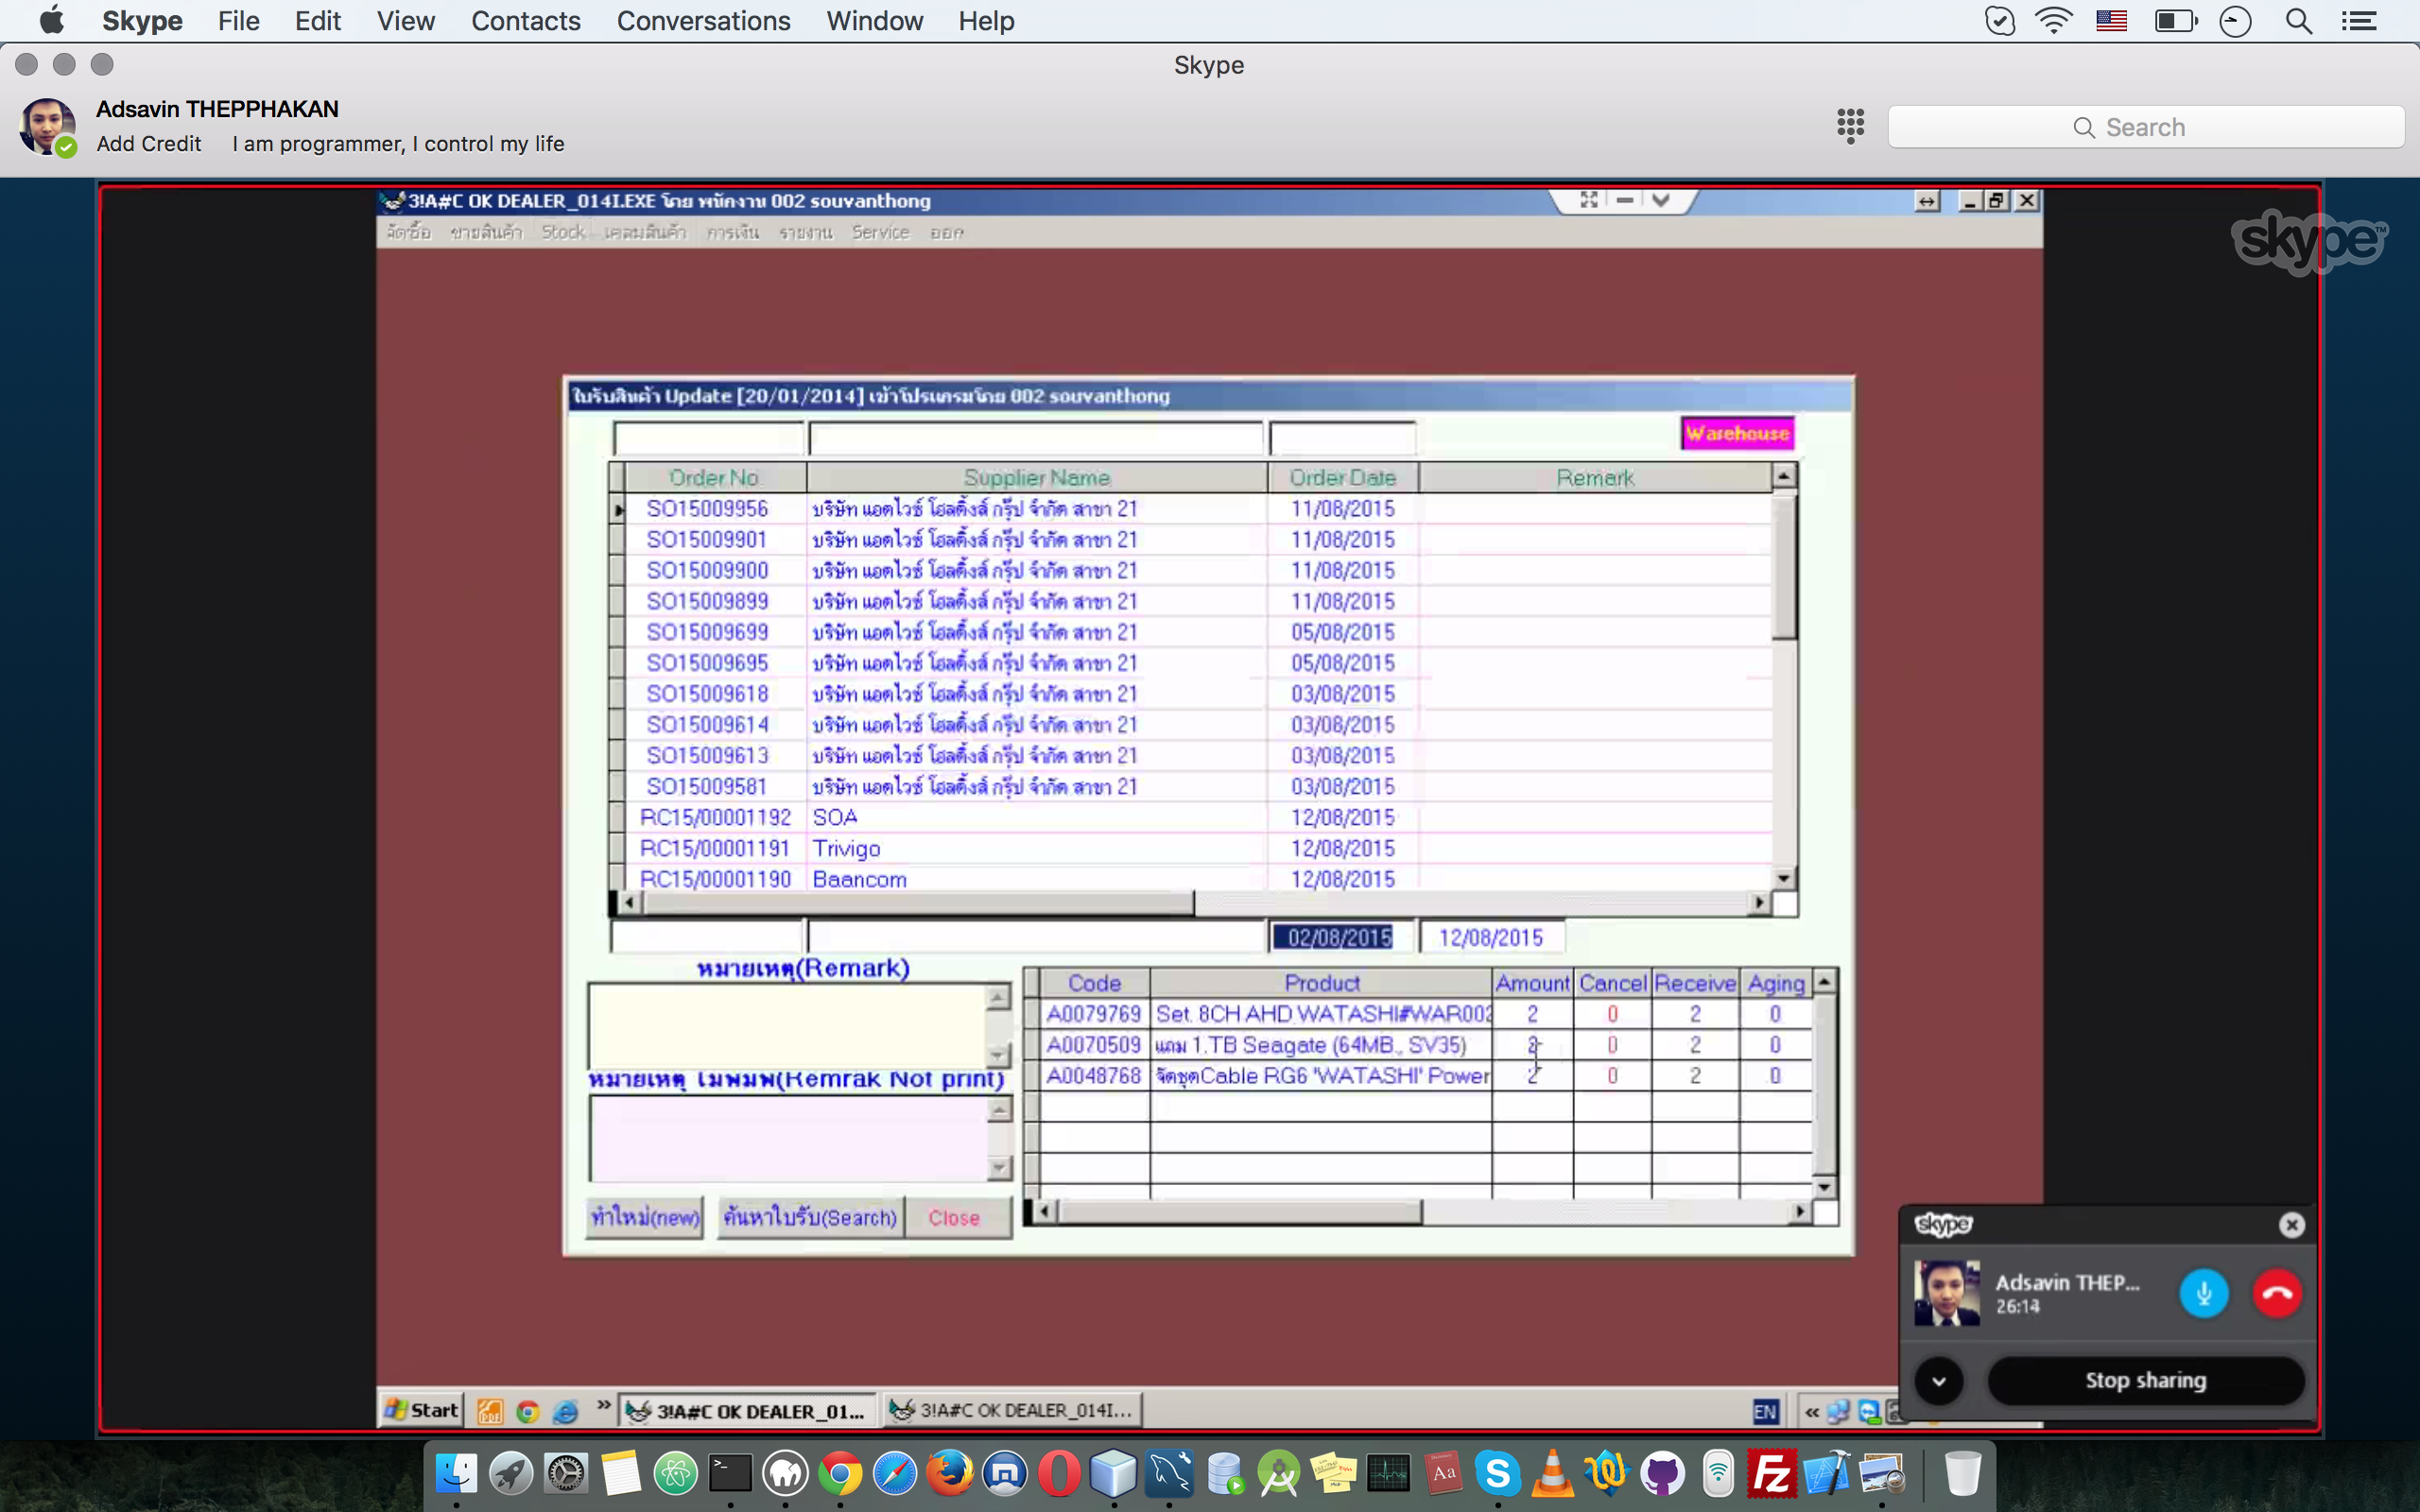 Skype File Edit View Contacts Conversations Window Help
Skype
Adsavin THEPPHAKAN
Add Credit I am programmer, I control my life
Search
3!A#C OK DEALER_014I.EXE โดย พนักงาน 002 souvanthong
สั่งซื้อ ขายสินค้า Stock เคลมสินค้า การเงิน รายงาน Service ออก
skype
ใบรับสินค้า Update [20/01/2014] เข้าโปรแกรมโดย 002 souvanthong
Warehouse
Order No Supplier Name Order Date Remark
SO15009956 บริษัท แอดไวซ์ โฮลดิ้งส์ กรุ๊ป จำกัด สาขา 21 11/08/2015
SO15009901 บริษัท แอดไวซ์ โฮลดิ้งส์ กรุ๊ป จำกัด สาขา 21 11/08/2015
SO15009900 บริษัท แอดไวซ์ โฮลดิ้งส์ กรุ๊ป จำกัด สาขา 21 11/08/2015
SO15009899 บริษัท แอดไวซ์ โฮลดิ้งส์ กรุ๊ป จำกัด สาขา 21 11/08/2015
SO15009699 บริษัท แอดไวซ์ โฮลดิ้งส์ กรุ๊ป จำกัด สาขา 21 05/08/2015
SO15009695 บริษัท แอดไวซ์ โฮลดิ้งส์ กรุ๊ป จำกัด สาขา 21 05/08/2015
SO15009618 บริษัท แอดไวซ์ โฮลดิ้งส์ กรุ๊ป จำกัด สาขา 21 03/08/2015
SO15009614 บริษัท แอดไวซ์ โฮลดิ้งส์ กรุ๊ป จำกัด สาขา 21 03/08/2015
SO15009613 บริษัท แอดไวซ์ โฮลดิ้งส์ กรุ๊ป จำกัด สาขา 21 03/08/2015
SO15009581 บริษัท แอดไวซ์ โฮลดิ้งส์ กรุ๊ป จำกัด สาขา 21 03/08/2015
RC15/00001192 SOA 12/08/2015
RC15/00001191 Trivigo 12/08/2015
RC15/00001190 Baancom 12/08/2015
02/08/2015 12/08/2015
หมายเหตุ(Remark)
Code Product Amount Cancel Receive Aging
A0079769 Set. 8CH AHD WATASHI#WAR002 2 0 2 0
A0070509 แถม 1.TB Seagate (64MB., SV35) 2 0 2 0
A0048768 จัดชุดCable RG6 'WATASHI' Power 2 0 2 0
หมายเหตุ ไม่พิมพ์(Remrak Not print)
ทำใหม่(new) ค้นหาใบรับ(Search) Close
skype
Adsavin THEP...
26:14
Stop sharing
Start 3!A#C OK DEALER_01... 3!A#C OK DEALER_014I... EN